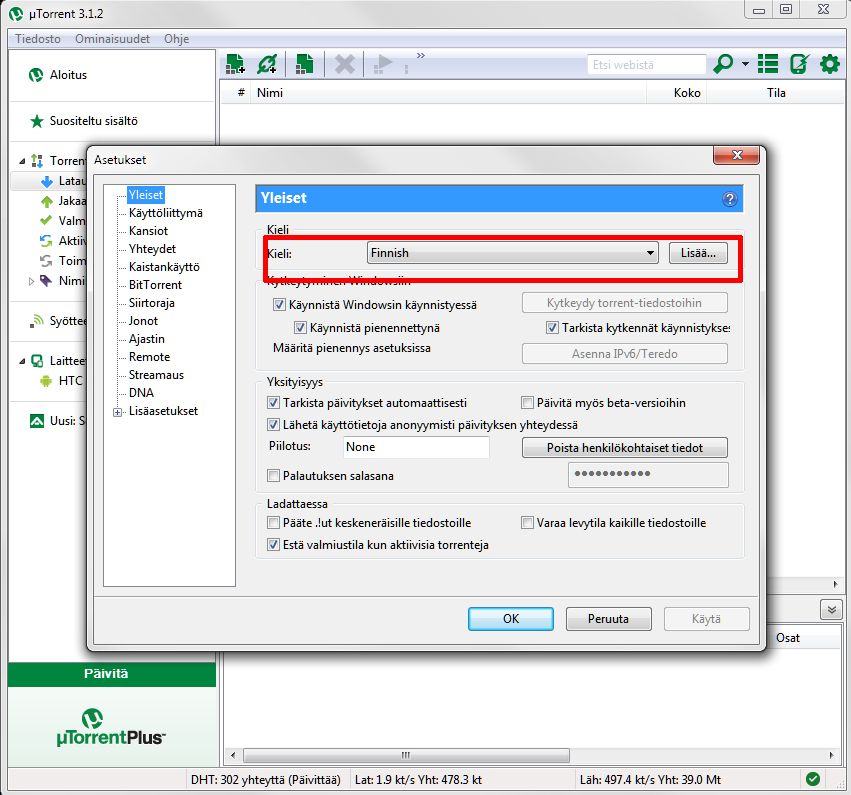 µTorrent 3.1.2
Tiedosto Ominaisuudet Ohje
Aloitus
Etsi webistä
# Nimi Koko Tila
Suositeltu sisältö
Asetukset
Yleiset
Käyttöliittymä
Kansiot
Yhteydet
Kaistankäyttö
BitTorrent
Siirtoraja
Jonot
Ajastin
Remote
Streamaus
DNA
Lisäasetukset
Yleiset
Kieli
Kieli: Finnish Lisää...
Kytkeytyminen Windowsiin
Käynnistä Windowsin käynnistyessä Kytkeydy torrent-tiedostoihin
Käynnistä pienennettynä Tarkista kytkennät käynnistykses
Määritä pienennys asetuksissa Asenna IPv6/Teredo
Yksityisyys
Tarkista päivitykset automaattisesti Päivitä myös beta-versioihin
Lähetä käyttötietoja anonyymisti päivityksen yhteydessä
Piilotus: None Poista henkilökohtaiset tiedot
Palautuksen salasana
Ladattaessa
Pääte .!ut keskeneräisille tiedostoille Varaa levytila kaikille tiedostoille
Estä valmiustila kun aktiivisia torrenteja
OK Peruuta Käytä
Torrent
Latau
Jakaa
Valm
Aktiiv
Toim
Nimi
Syöttee
Laitteet
HTC
Uusi: S
Osat
Päivitä
µTorrentPlus
DHT: 302 yhteyttä (Päivittää) Lat: 1.9 kt/s Yht: 478.3 kt Läh: 497.4 kt/s Yht: 39.0 Mt